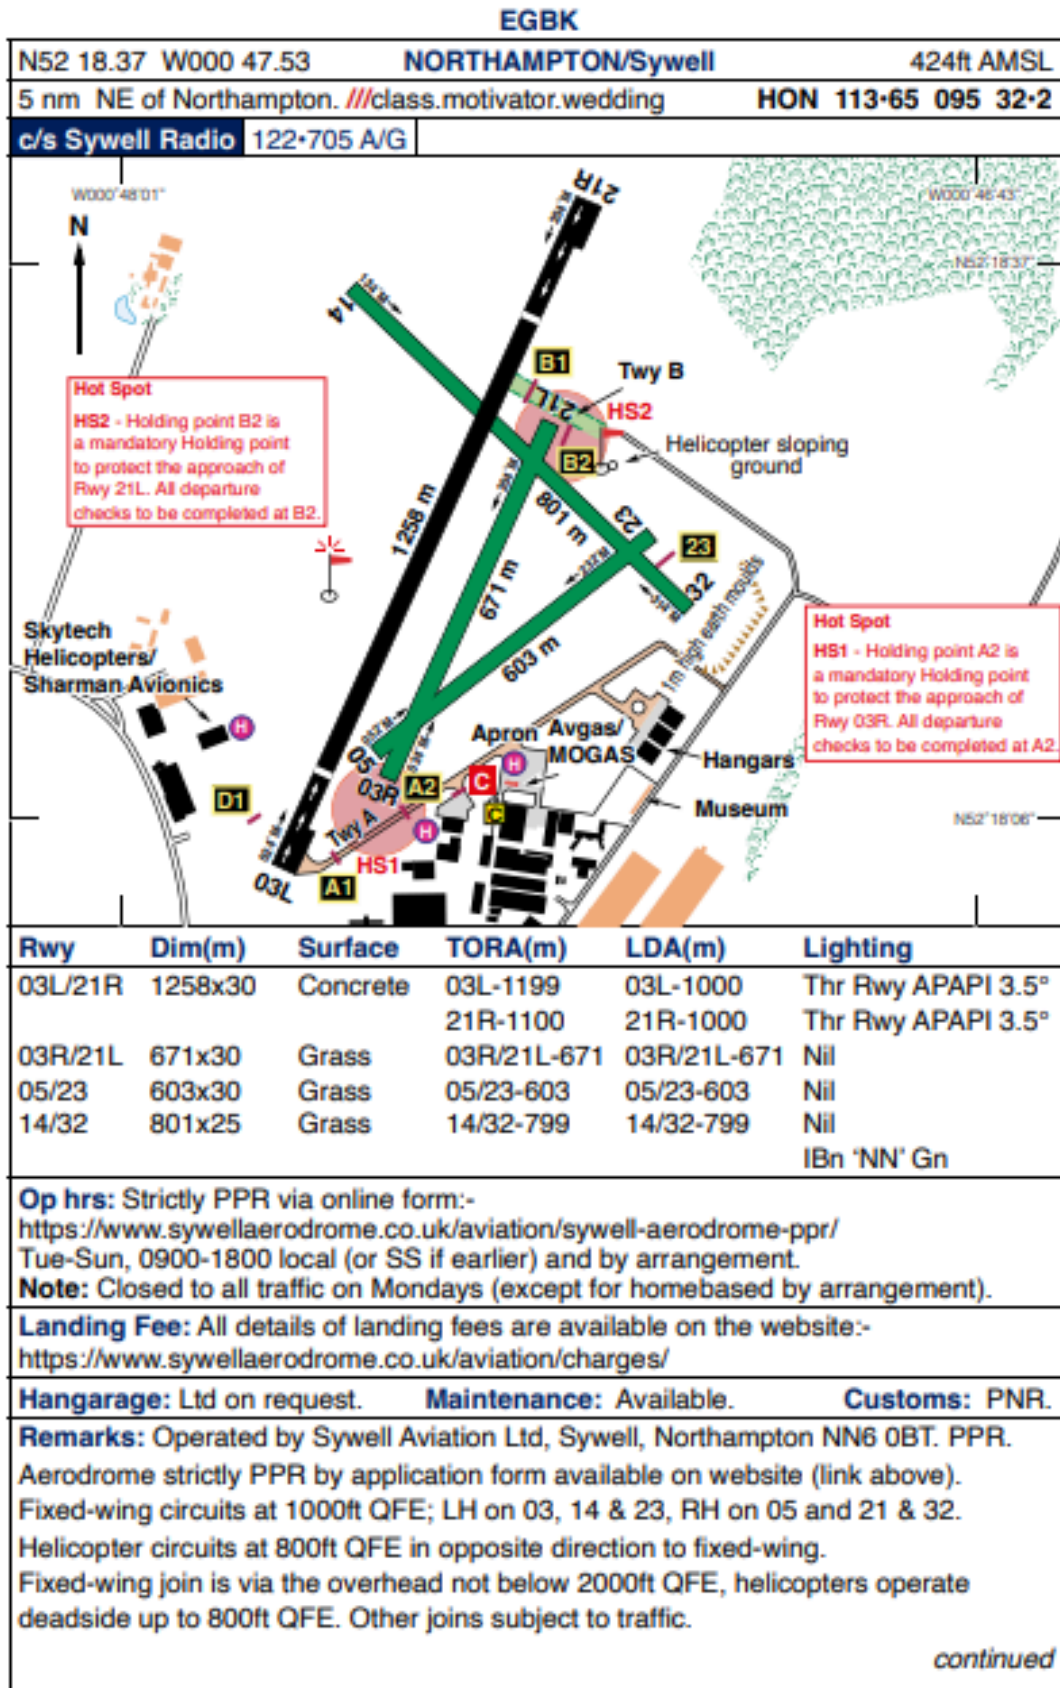 EGBK
N52 18.37 W000 47.53 NORTHAMPTON/Sywell 424ft AMSL
5 nm NE of Northampton. ///class.motivator.wedding HON 113•65 095 32•2
c/s Sywell Radio 122•705 A/G
W000°48'01" W000°46'43"
N
21R
N52°18'37"
14
B1
Twy B
21L
HS2
Hot Spot
HS2 - Holding point B2 is
a mandatory Holding point
to protect the approach of
Rwy 21L. All departure
checks to be completed at B2.
B2
Helicopter sloping
ground
1258 m
801 m
23
23
671 m
32
1m high earth moulds
603 m
Hot Spot
HS1 - Holding point A2 is
a mandatory Holding point
to protect the approach of
Rwy 03R. All departure
checks to be completed at A2.
Skytech
Helicopters/
Sharman Avionics
H
05
03R
Apron
Avgas/
MOGAS
H
Hangars
D1
A2
C
C
Museum
Twy A
H
N52°18'06"
HS1
A1
03L
Rwy Dim(m) Surface TORA(m) LDA(m) Lighting
03L/21R 1258x30 Concrete 03L-1199 03L-1000 Thr Rwy APAPI 3.5°
21R-1100 21R-1000 Thr Rwy APAPI 3.5°
03R/21L 671x30 Grass 03R/21L-671 03R/21L-671 Nil
05/23 603x30 Grass 05/23-603 05/23-603 Nil
14/32 801x25 Grass 14/32-799 14/32-799 Nil
IBn 'NN' Gn
Op hrs: Strictly PPR via online form:-
https://www.sywellaerodrome.co.uk/aviation/sywell-aerodrome-ppr/
Tue-Sun, 0900-1800 local (or SS if earlier) and by arrangement.
Note: Closed to all traffic on Mondays (except for homebased by arrangement).
Landing Fee: All details of landing fees are available on the website:-
https://www.sywellaerodrome.co.uk/aviation/charges/
Hangarage: Ltd on request. Maintenance: Available. Customs: PNR.
Remarks: Operated by Sywell Aviation Ltd, Sywell, Northampton NN6 0BT. PPR.
Aerodrome strictly PPR by application form available on website (link above).
Fixed-wing circuits at 1000ft QFE; LH on 03, 14 & 23, RH on 05 and 21 & 32.
Helicopter circuits at 800ft QFE in opposite direction to fixed-wing.
Fixed-wing join is via the overhead not below 2000ft QFE, helicopters operate
deadside up to 800ft QFE. Other joins subject to traffic.
continued